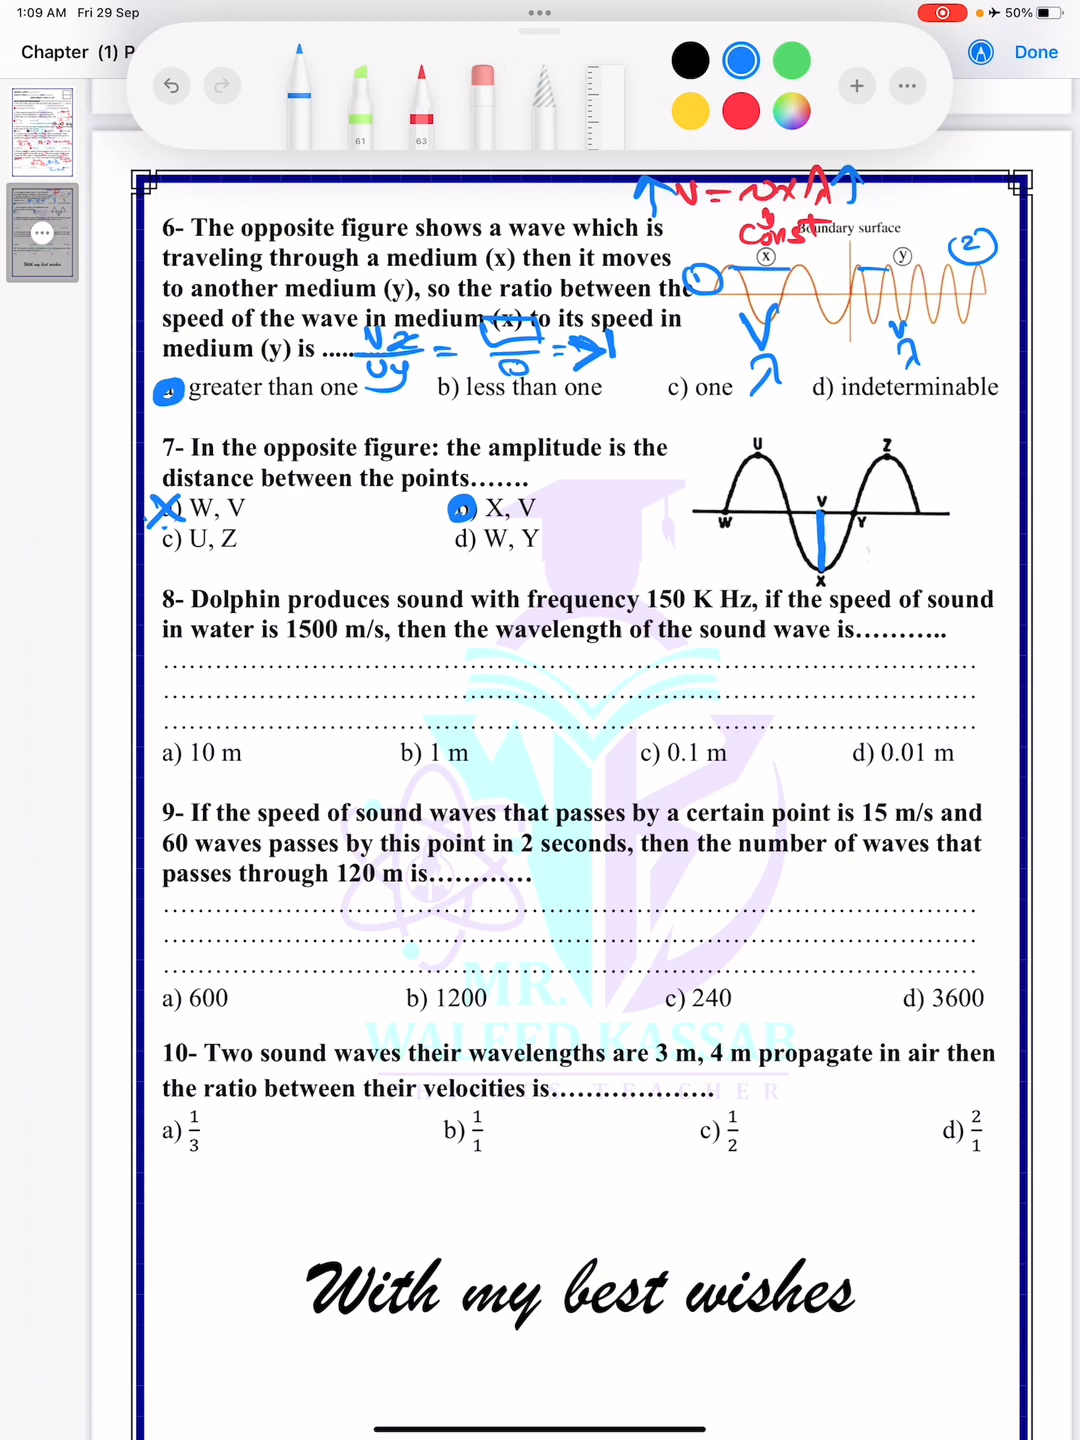 1:09 AM Fri 29 Sep
50%
Chapter (1) P
Done
61
63
V = ν x λ
const
6- The opposite figure shows a wave which is
traveling through a medium (x) then it moves
to another medium (y), so the ratio between the
speed of the wave in medium (x) to its speed in
medium (y) is ......
Boundary surface
x
y
1
2
Vx
Vy
= = >1
λ
λ
a) greater than one
b) less than one
c) one
d) indeterminable
7- In the opposite figure: the amplitude is the
distance between the points…….
a) W, V
b) X, V
c) U, Z
d) W, Y
U
Z
V
W
Y
X
8- Dolphin produces sound with frequency 150 K Hz, if the speed of sound
in water is 1500 m/s, then the wavelength of the sound wave is………..
a) 10 m
b) 1 m
c) 0.1 m
d) 0.01 m
9- If the speed of sound waves that passes by a certain point is 15 m/s and
60 waves passes by this point in 2 seconds, then the number of waves that
passes through 120 m is…………
a) 600
b) 1200
c) 240
d) 3600
MR.
WALEED KASSAB
10- Two sound waves their wavelengths are 3 m, 4 m propagate in air then
the ratio between their velocities is……………….
a) 1/3
b) 1/1
c) 1/2
d) 2/1
With my best wishes